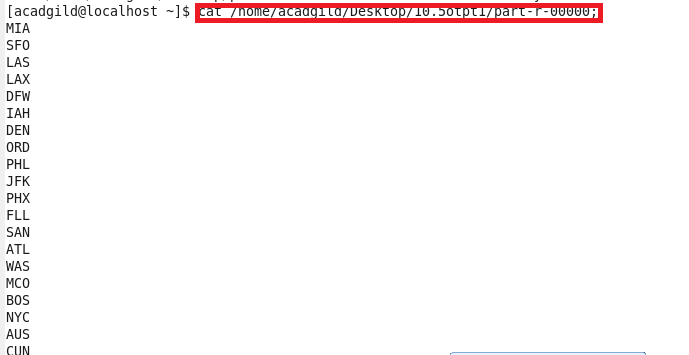 [acadgild@localhost ~]$ cat /home/acadgild/Desktop/10.5otpt1/part-r-00000;
MIA
SFO
LAS
LAX
DFW
IAH
DEN
ORD
PHL
JFK
PHX
FLL
SAN
ATL
WAS
MCO
BOS
NYC
AUS
CUN